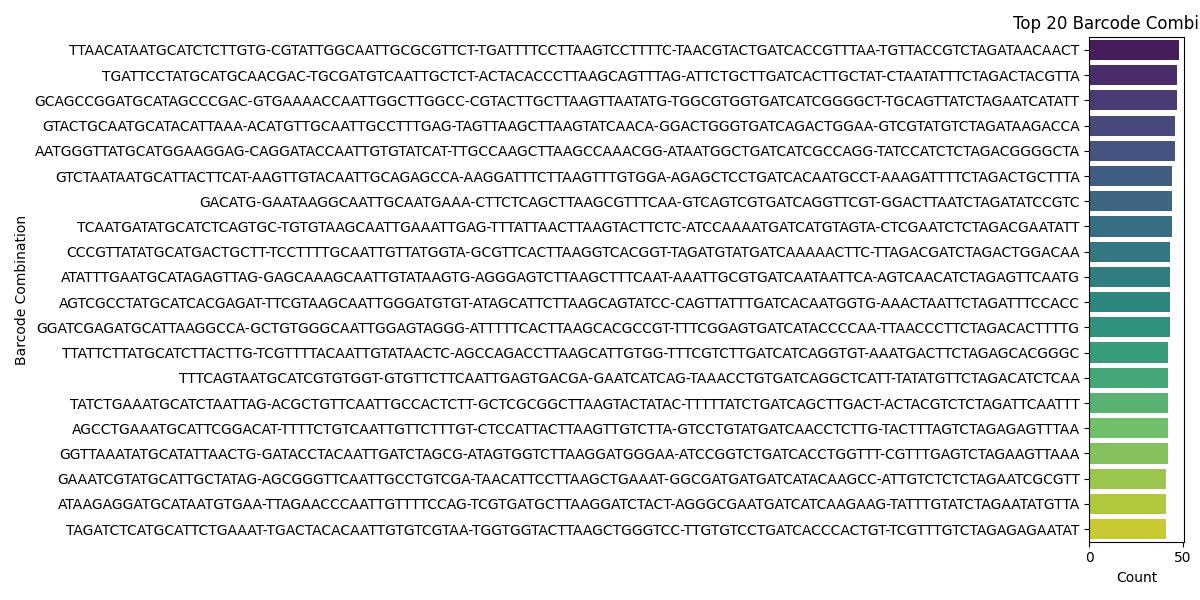 Top 20 Barcode Combi
TTAACATAATGCATCTCTTGTG-CGTATTGGCAATTGCGCGTTCT-TGATTTTCCTTAAGTCCTTTTC-TAACGTACTGATCACCGTTTAA-TGTTACCGTCTAGATAACAACT
TGATTCCTATGCATGCAACGAC-TGCGATGTCAATTGCTCT-ACTACACCCTTAAGCAGTTTAG-ATTCTGCTTGATCACTTGCTAT-CTAATATTTCTAGACTACGTTA
GCAGCCGGATGCATAGCCCGAC-GTGAAAACCAATTGGCTTGGCC-CGTACTTGCTTAAGTTAATATG-TGGCGTGGTGATCATCGGGGCT-TGCAGTTATCTAGAATCATATT
GTACTGCAATGCATACATTAAA-ACATGTTGCAATTGCCTTTGAG-TAGTTAAGCTTAAGTATCAACA-GGACTGGGTGATCAGACTGGAA-GTCGTATGTCTAGATAAGACCA
AATGGGTTATGCATGGAAGGAG-CAGGATACCAATTGTGTATCAT-TTGCCAAGCTTAAGCCAAACGG-ATAATGGCTGATCATCGCCAGG-TATCCATCTCTAGACGGGGCTA
GTCTAATAATGCATTACTTCAT-AAGTTGTACAATTGCAGAGCCA-AAGGATTTCTTAAGTTTGTGGA-AGAGCTCCTGATCACAATGCCT-AAAGATTTTCTAGACTGCTTTA
GACATG-GAATAAGGCAATTGCAATGAAA-CTTCTCAGCTTAAGCGTTTCAA-GTCAGTCGTGATCAGGTTCGT-GGACTTAATCTAGATATCCGTC
TCAATGATATGCATCTCAGTGC-TGTGTAAGCAATTGAAATTGAG-TTTATTAACTTAAGTACTTCTC-ATCCAAAATGATCATGTAGTA-CTCGAATCTCTAGACGAATATT
CCCGTTATATGCATGACTGCTT-TCCTTTTGCAATTGTTATGGTA-GCGTTCACTTAAGGTCACGGT-TAGATGTATGATCAAAAACTTC-TTAGACGATCTAGACTGGACAA
ATATTTGAATGCATAGAGTTAG-GAGCAAAGCAATTGTATAAGTG-AGGGAGTCTTAAGCTTTCAAT-AAATTGCGTGATCAATAATTCA-AGTCAACATCTAGAGTTCAATG
AGTCGCCTATGCATCACGAGAT-TTCGTAAGCAATTGGGATGTGT-ATAGCATTCTTAAGCAGTATCC-CAGTTATTTGATCACAATGGTG-AAACTAATTCTAGATTTCCACC
GGATCGAGATGCATTAAGGCCA-GCTGTGGGCAATTGGAGTAGGG-ATTTTTCACTTAAGCACGCCGT-TTTCGGAGTGATCATACCCCAA-TTAACCCTTCTAGACACTTTTG
TTATTCTTATGCATCTTACTTG-TCGTTTTACAATTGTATAACTC-AGCCAGACCTTAAGCATTGTGG-TTTCGTCTTGATCATCAGGTGT-AAATGACTTCTAGAGCACGGGC
TTTCAGTAATGCATCGTGTGGT-GTGTTCTTCAATTGAGTGACGA-GAATCATCAG-TAAACCTGTGATCAGGCTCATT-TATATGTTCTAGACATCTCAA
TATCTGAAATGCATCTAATTAG-ACGCTGTTCAATTGCCACTCTT-GCTCGCGGCTTAAGTACTATAC-TTTTTATCTGATCAGCTTGACT-ACTACGTCTCTAGATTCAATTT
AGCCTGAAATGCATTCGGACAT-TTTTCTGTCAATTGTTCTTTGT-CTCCATTACTTAAGTTGTCTTA-GTCCTGTATGATCAACCTCTTG-TACTTTAGTCTAGAGAGTTTAA
GGTTAAATATGCATATTAACTG-GATACCTACAATTGATCTAGCG-ATAGTGGTCTTAAGGATGGGAA-ATCCGGTCTGATCACCTGGTTT-CGTTTGAGTCTAGAAGTTAAA
GAAATCGTATGCATTGCTATAG-AGCGGGTTCAATTGCCTGTCGA-TAACATTCCTTAAGCTGAAAT-GGCGATGATGATCATACAAGCC-ATTGTCTCTCTAGAATCGCGTT
ATAAGAGGATGCATAATGTGAA-TTAGAACCCAATTGTTTTCCAG-TCGTGATGCTTAAGGATCTACT-AGGGCGAATGATCATCAAGAAG-TATTTGTATCTAGAATATGTTA
TAGATCTCATGCATTCTGAAAT-TGACTACACAATTGTGTCGTAA-TGGTGGTACTTAAGCTGGGTCC-TTGTGTCCTGATCACCCACTGT-TCGTTTGTCTAGAGAGAATAT
Barcode Combination
0 50
Count